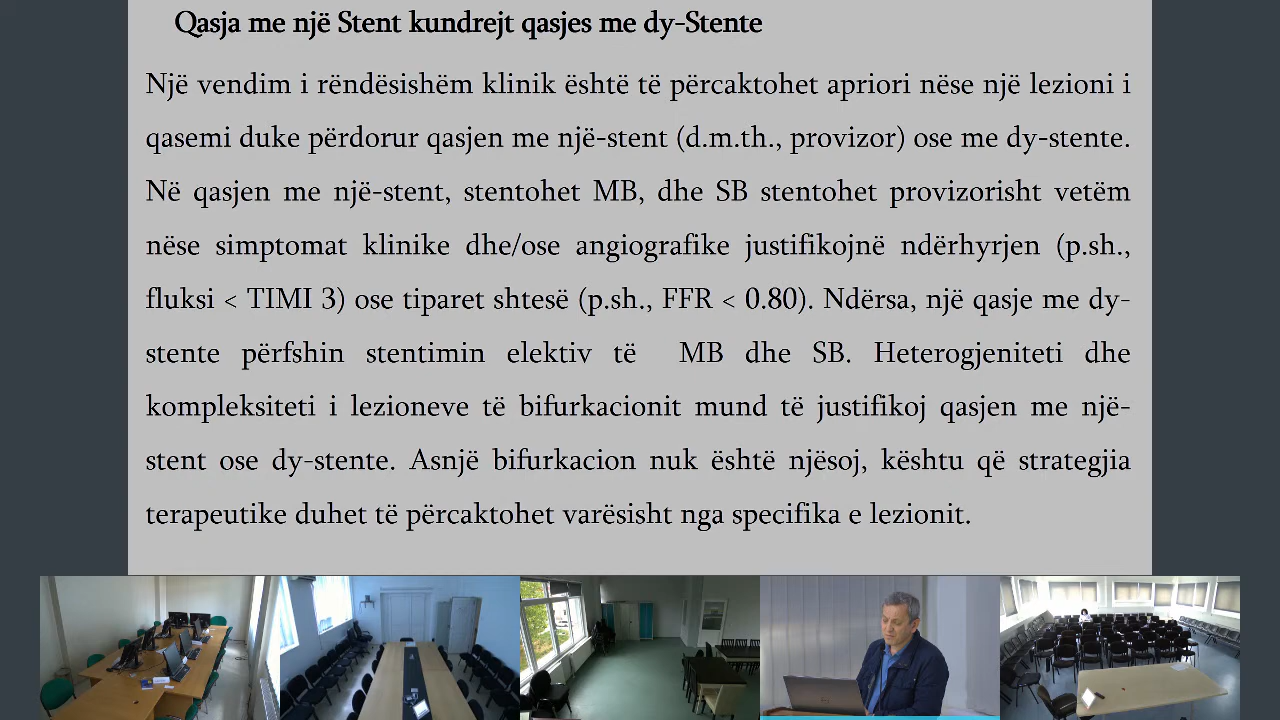 Qasja me një Stent kundrejt qasjes me dy-Stente
Një vendim i rëndësishëm klinik është të përcaktohet apriori nëse një lezioni i
qasemi duke përdorur qasjen me një-stent (d.m.th., provizor) ose me dy-stente.
Në qasjen me një-stent, stentohet MB, dhe SB stentohet provizorisht vetëm
nëse simptomat klinike dhe/ose angiografike justifikojnë ndërhyrjen (p.sh.,
fluksi < TIMI 3) ose tiparet shtesë (p.sh., FFR < 0.80). Ndërsa, një qasje me dy-
stente përfshin stentimin elektiv të MB dhe SB. Heterogjeniteti dhe
kompleksiteti i lezioneve të bifurkacionit mund të justifikoj qasjen me një-
stent ose dy-stente. Asnjë bifurkacion nuk është njësoj, kështu që strategjia
terapeutike duhet të përcaktohet varësisht nga specifika e lezionit.